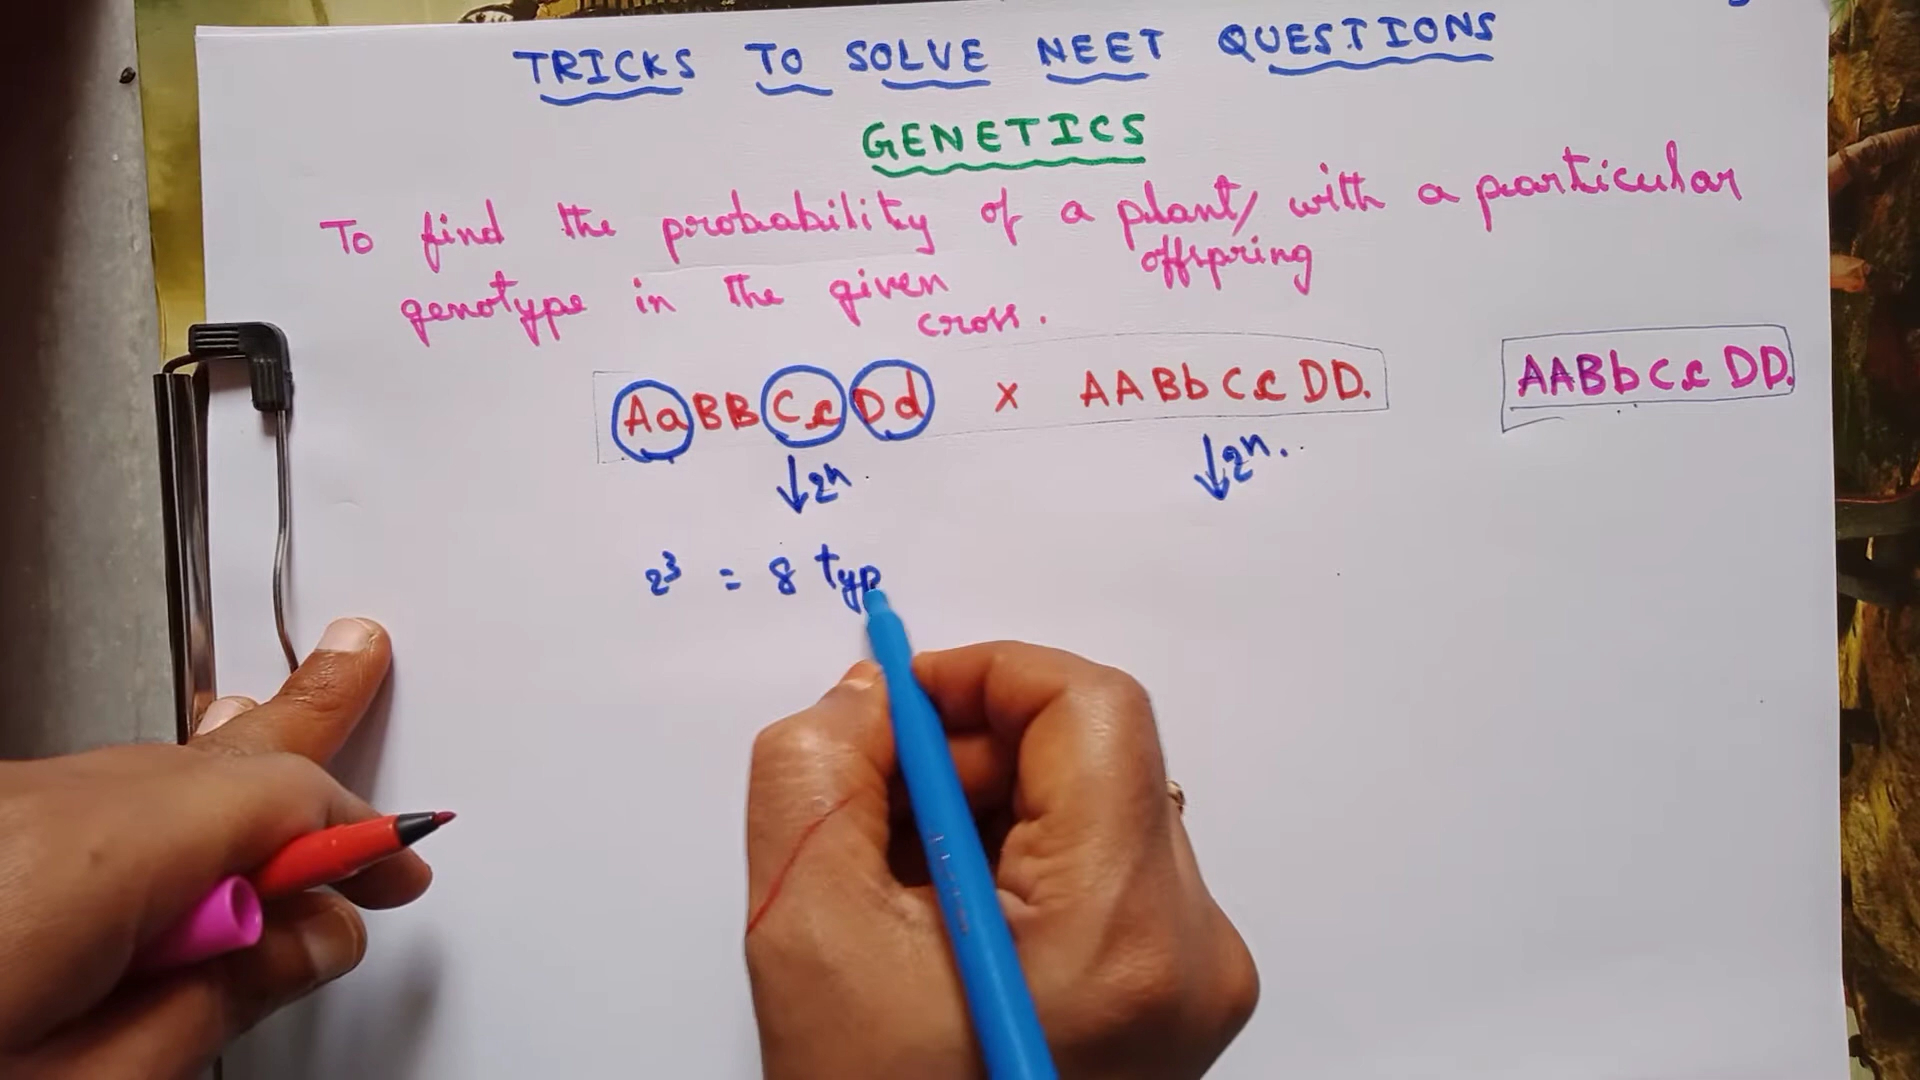 TRICKS TO SOLVE NEET QUESTIONS
GENETICS
To find the probability of a plant/ with a particular
offspring
genotype in the given
cross.
AaBBCcDd x AABbCcDD.
AABbCcDD.
↓2ⁿ ↓2ⁿ.
2³ = 8 typ